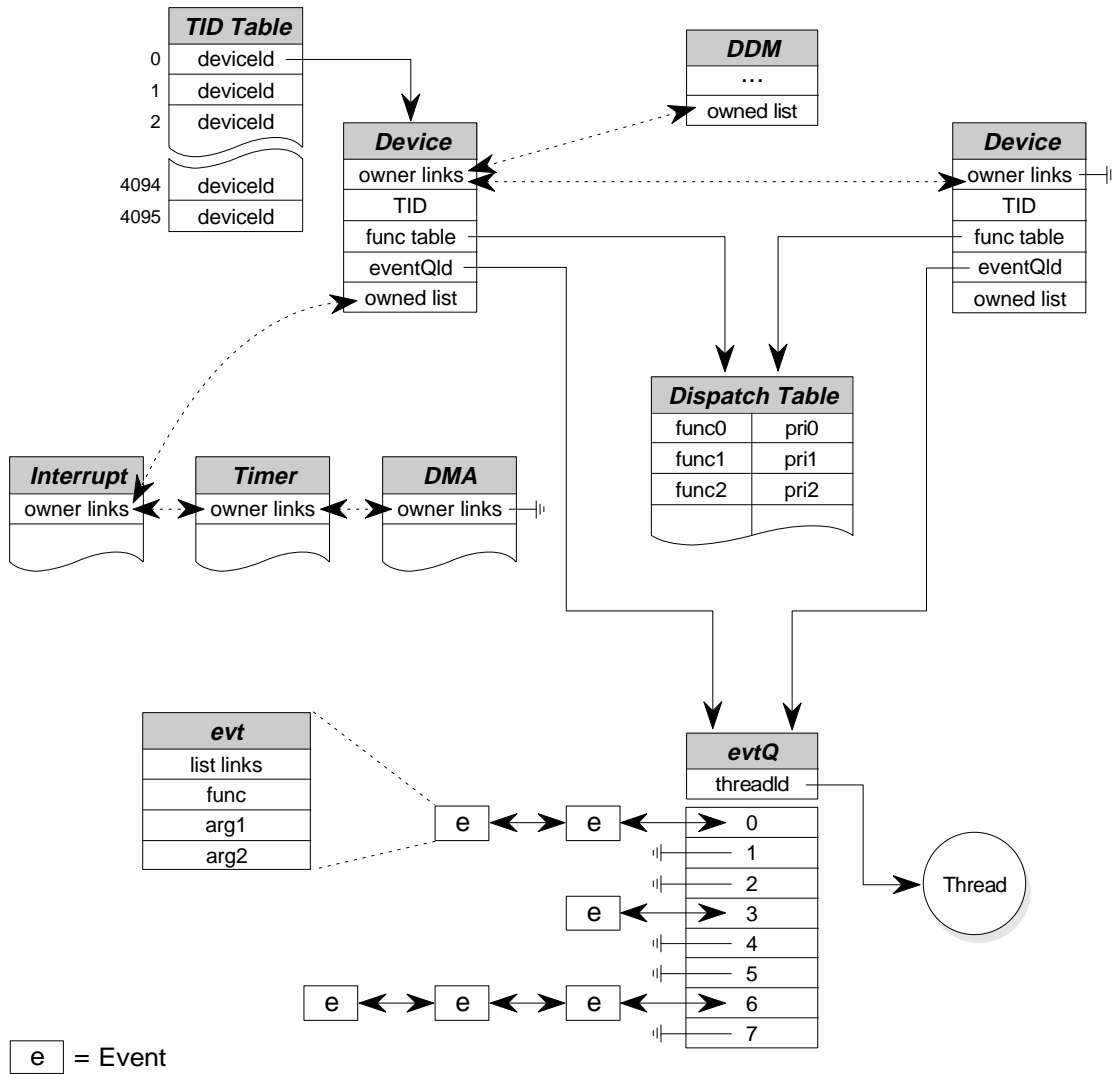 TID Table
0 deviceId
1 deviceId
2 deviceId
4094 deviceId
4095 deviceId
DDM
...
owned list
Device
owner links
TID
func table
eventQId
owned list
Device
owner links
TID
func table
eventQId
owned list
Dispatch Table
func0 pri0
func1 pri1
func2 pri2
Interrupt
owner links
Timer
owner links
DMA
owner links
evt
list links
func
arg1
arg2
evtQ
threadId
e e 0
1
2
e 3
4
5
e e e 6
7
Thread
e = Event